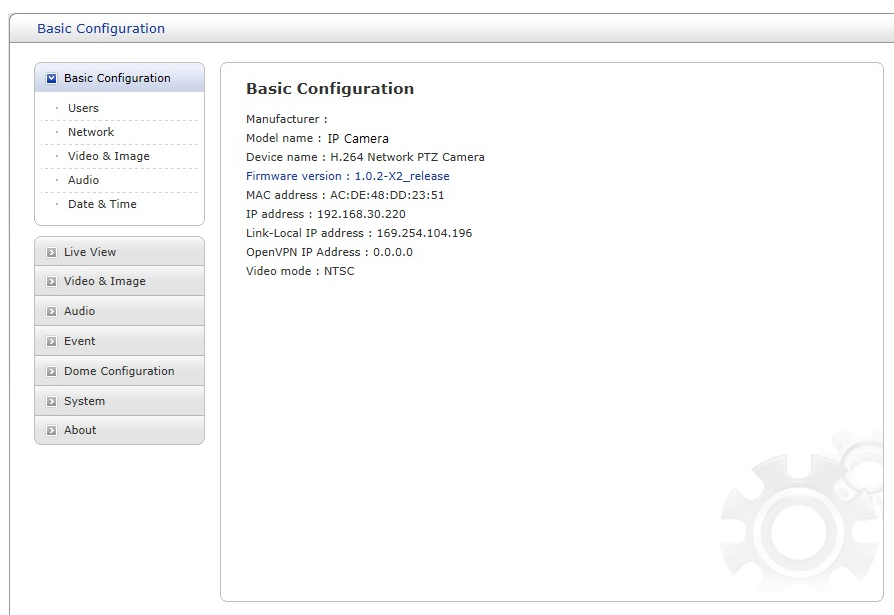 Basic Configuration
Basic Configuration
Users
Network
Video & Image
Audio
Date & Time
Live View
Video & Image
Audio
Event
Dome Configuration
System
About
Basic Configuration
Manufacturer :
Model name : IP Camera
Device name : H.264 Network PTZ Camera
Firmware version : 1.0.2-X2_release
MAC address : AC:DE:48:DD:23:51
IP address : 192.168.30.220
Link-Local IP address : 169.254.104.196
OpenVPN IP Address : 0.0.0.0
Video mode : NTSC